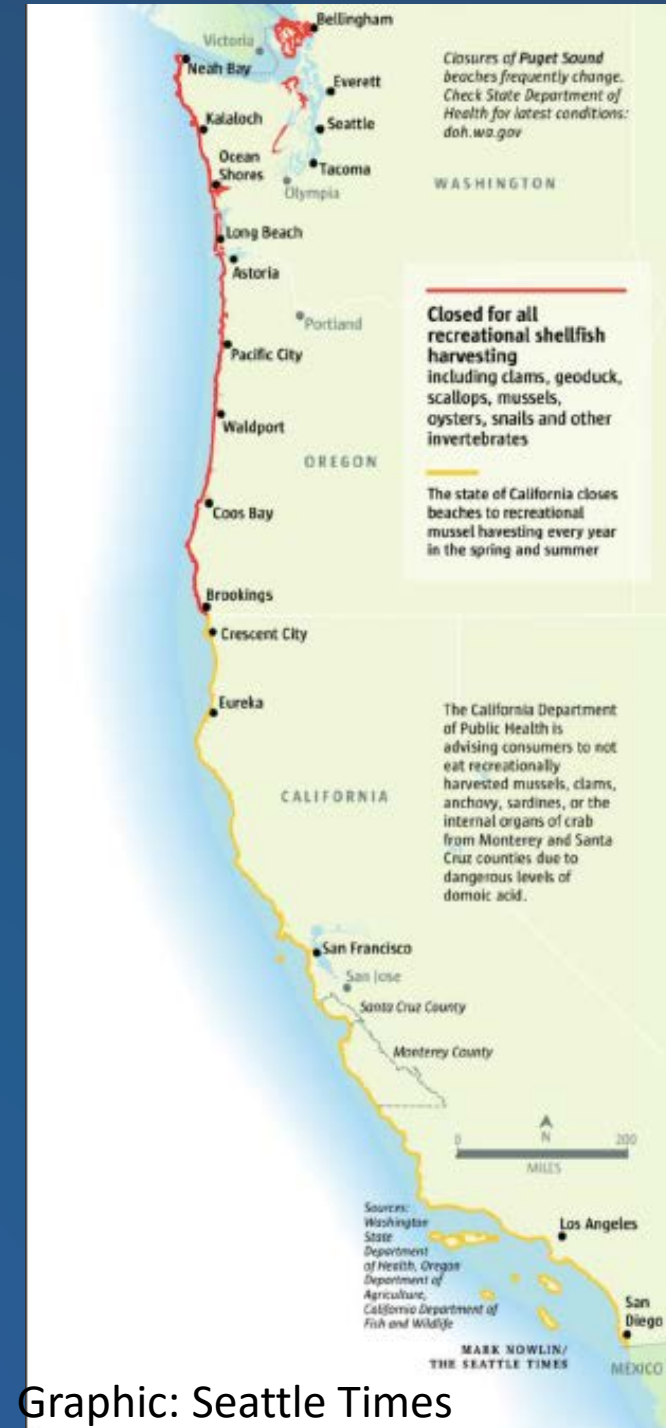 Bellingham
Victoria
Neah Bay
Closures of Puget Sound
beaches frequently change.
Check State Department of
Health for latest conditions:
doh.wa.gov
Everett
Kalaloch
Seattle
Ocean
Shores
Tacoma
Olympia
WASHINGTON
Long Beach
Astoria
Portland
Pacific City
Closed for all
recreational shellfish
harvesting
including clams, geoduck,
scallops, mussels,
oysters, snails and other
invertebrates
Waldport
OREGON
The state of California closes
beaches to recreational
mussel havesting every year
in the spring and summer
Coos Bay
Brookings
Crescent City
Eureka
The California Department
of Public Health is
advising consumers to not
eat recreationally
harvested mussels, clams,
anchovy, sardines, or the
internal organs of crab
from Monterey and Santa
Cruz counties due to
dangerous levels of
domoic acid.
CALIFORNIA
San Francisco
San Jose
Santa Cruz County
Monterey County
N
0 200
MILES
Sources:
Washington
State
Department
of Health, Oregon
Department of
Agriculture,
California Department of
Fish and Wildlife
Los Angeles
San
Diego
MARK NOWLIN/
THE SEATTLE TIMES
MEXICO
Graphic: Seattle Times